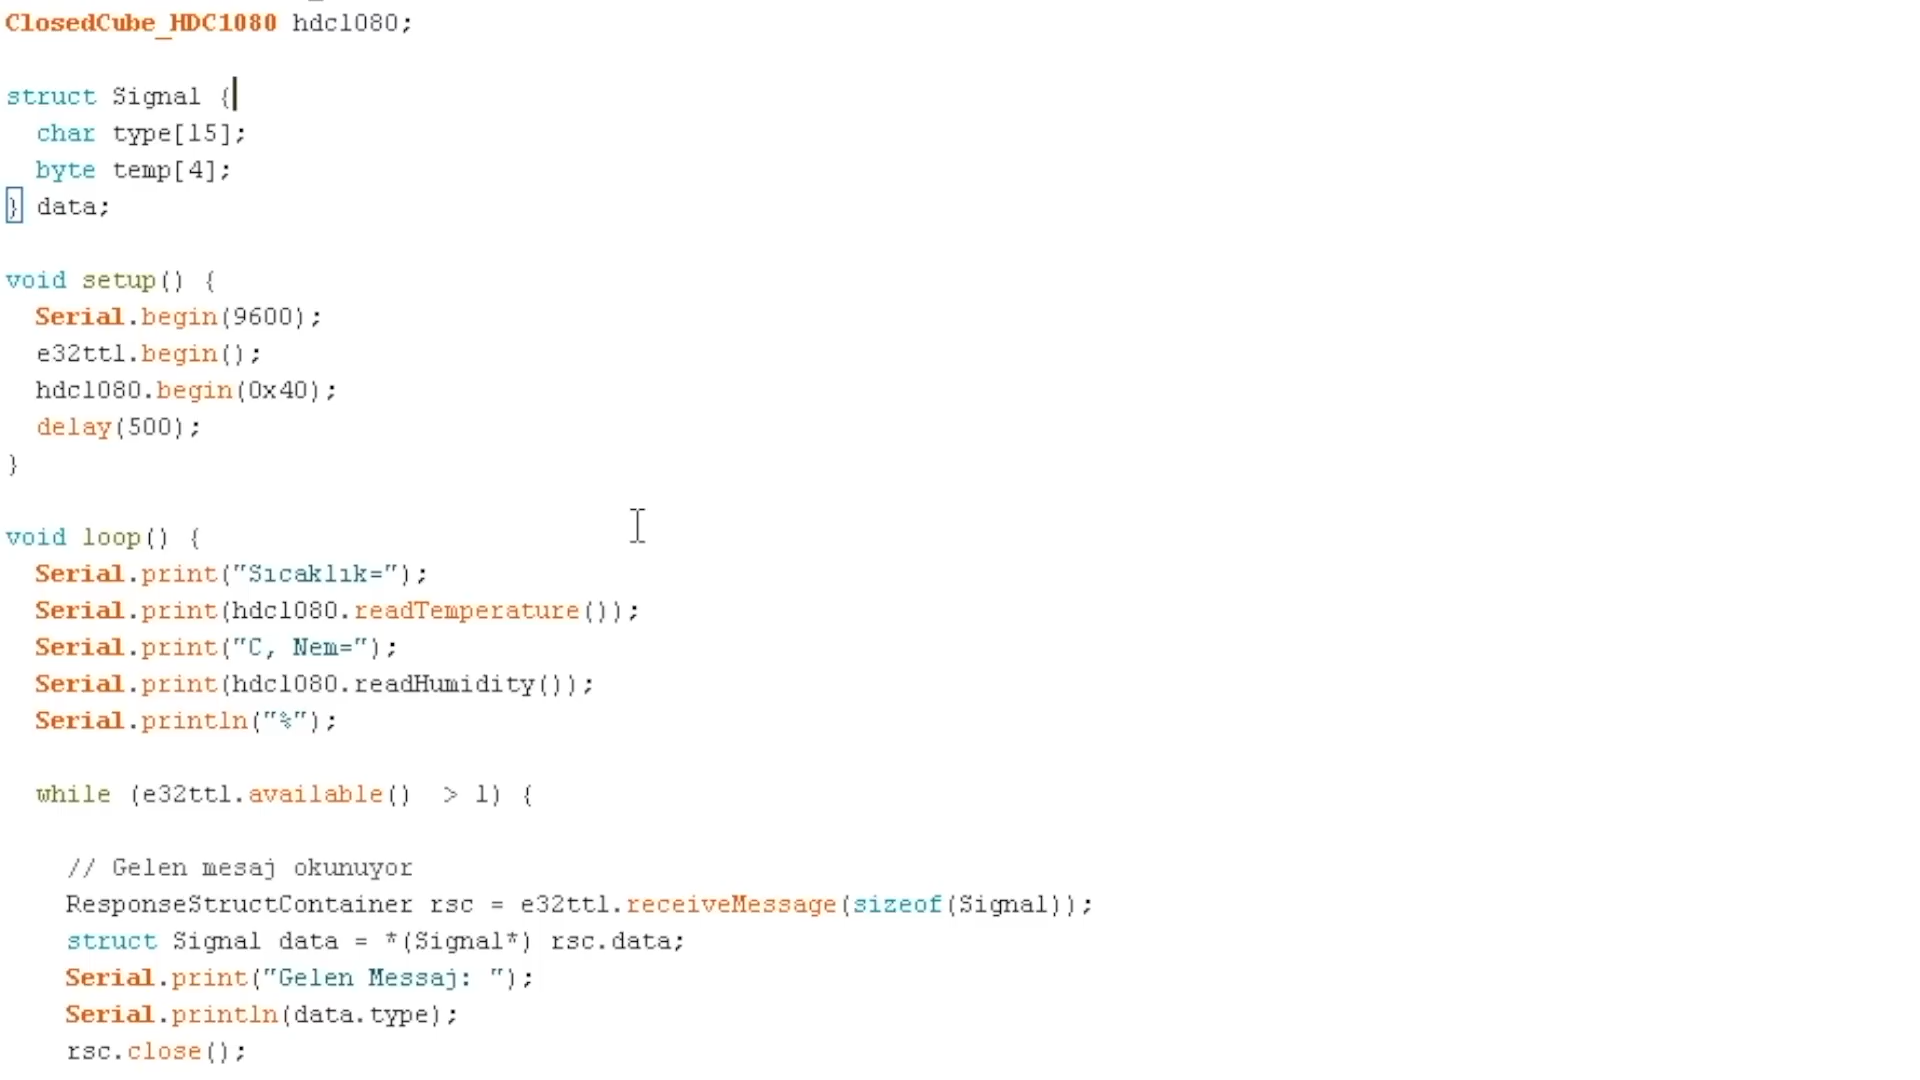 ClosedCube_HDC1080 hdc1080;
struct Signal {
char type[15];
byte temp[4];
} data;
void setup() {
Serial.begin(9600);
e32ttl.begin();
hdc1080.begin(0x40);
delay(500);
}
void loop() {
Serial.print("Sıcaklık=");
Serial.print(hdc1080.readTemperature());
Serial.print("C, Nem=");
Serial.print(hdc1080.readHumidity());
Serial.println("%");
while (e32ttl.available() > 1) {
// Gelen mesaj okunuyor
ResponseStructContainer rsc = e32ttl.receiveMessage(sizeof(Signal));
struct Signal data = *(Signal*) rsc.data;
Serial.print("Gelen Messaj: ");
Serial.println(data.type);
rsc.close();